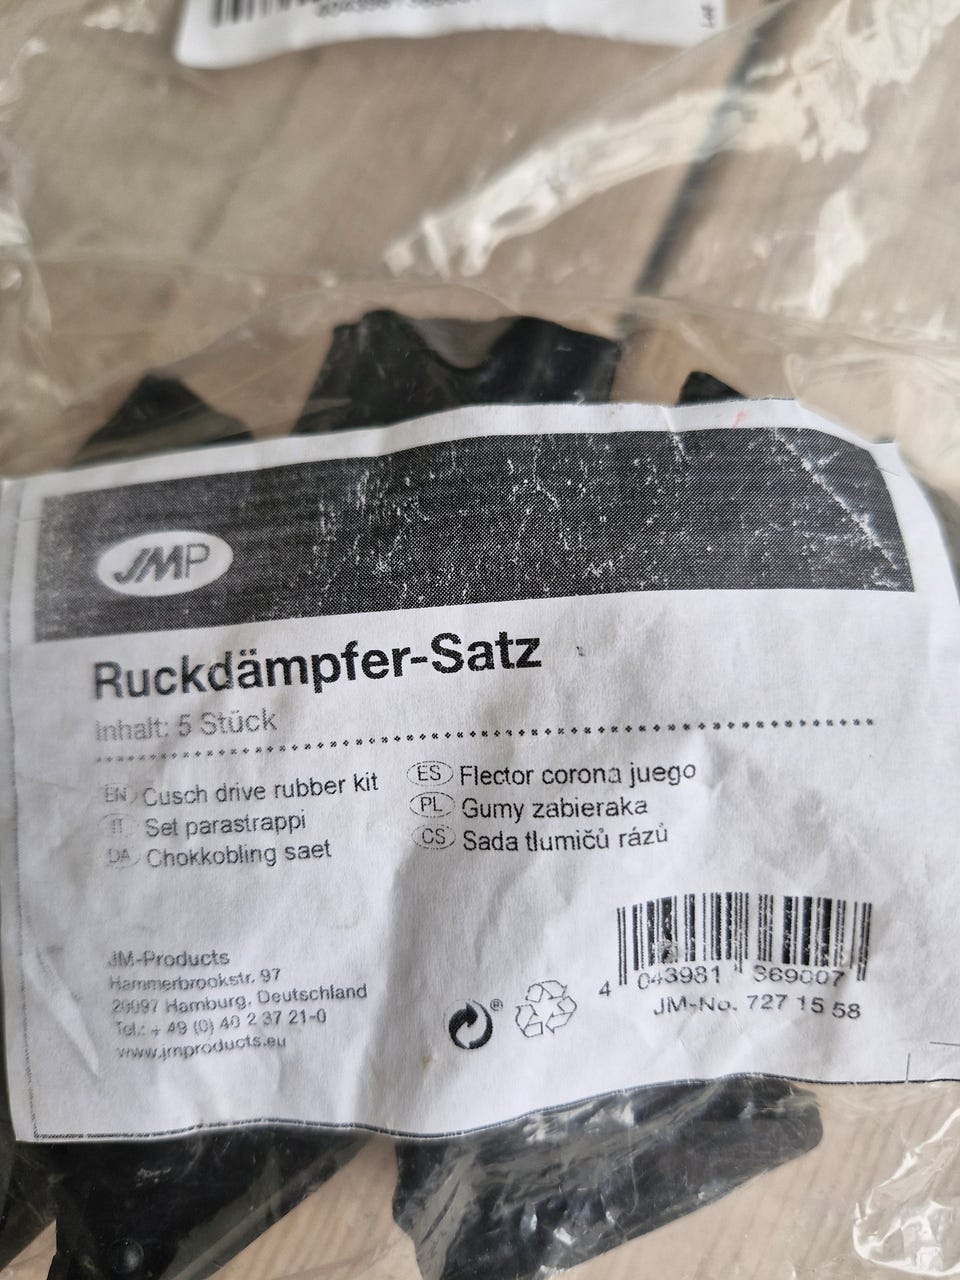 JMP
Ruckdämpfer-Satz
Inhalt: 5 Stück
EN Cusch drive rubber kit
IT Set parastrappi
DA Chokkobling saet
ES Flector corona juego
PL Gumy zabieraka
CS Sada tlumičů rázů
JM-Products
Hammerbrookstr. 97
20097 Hamburg, Deutschland
Tel.: + 49 (0) 40 2 37 21-0
www.jmproducts.eu
®
4 043981 369007
JM-No. 727 15 58